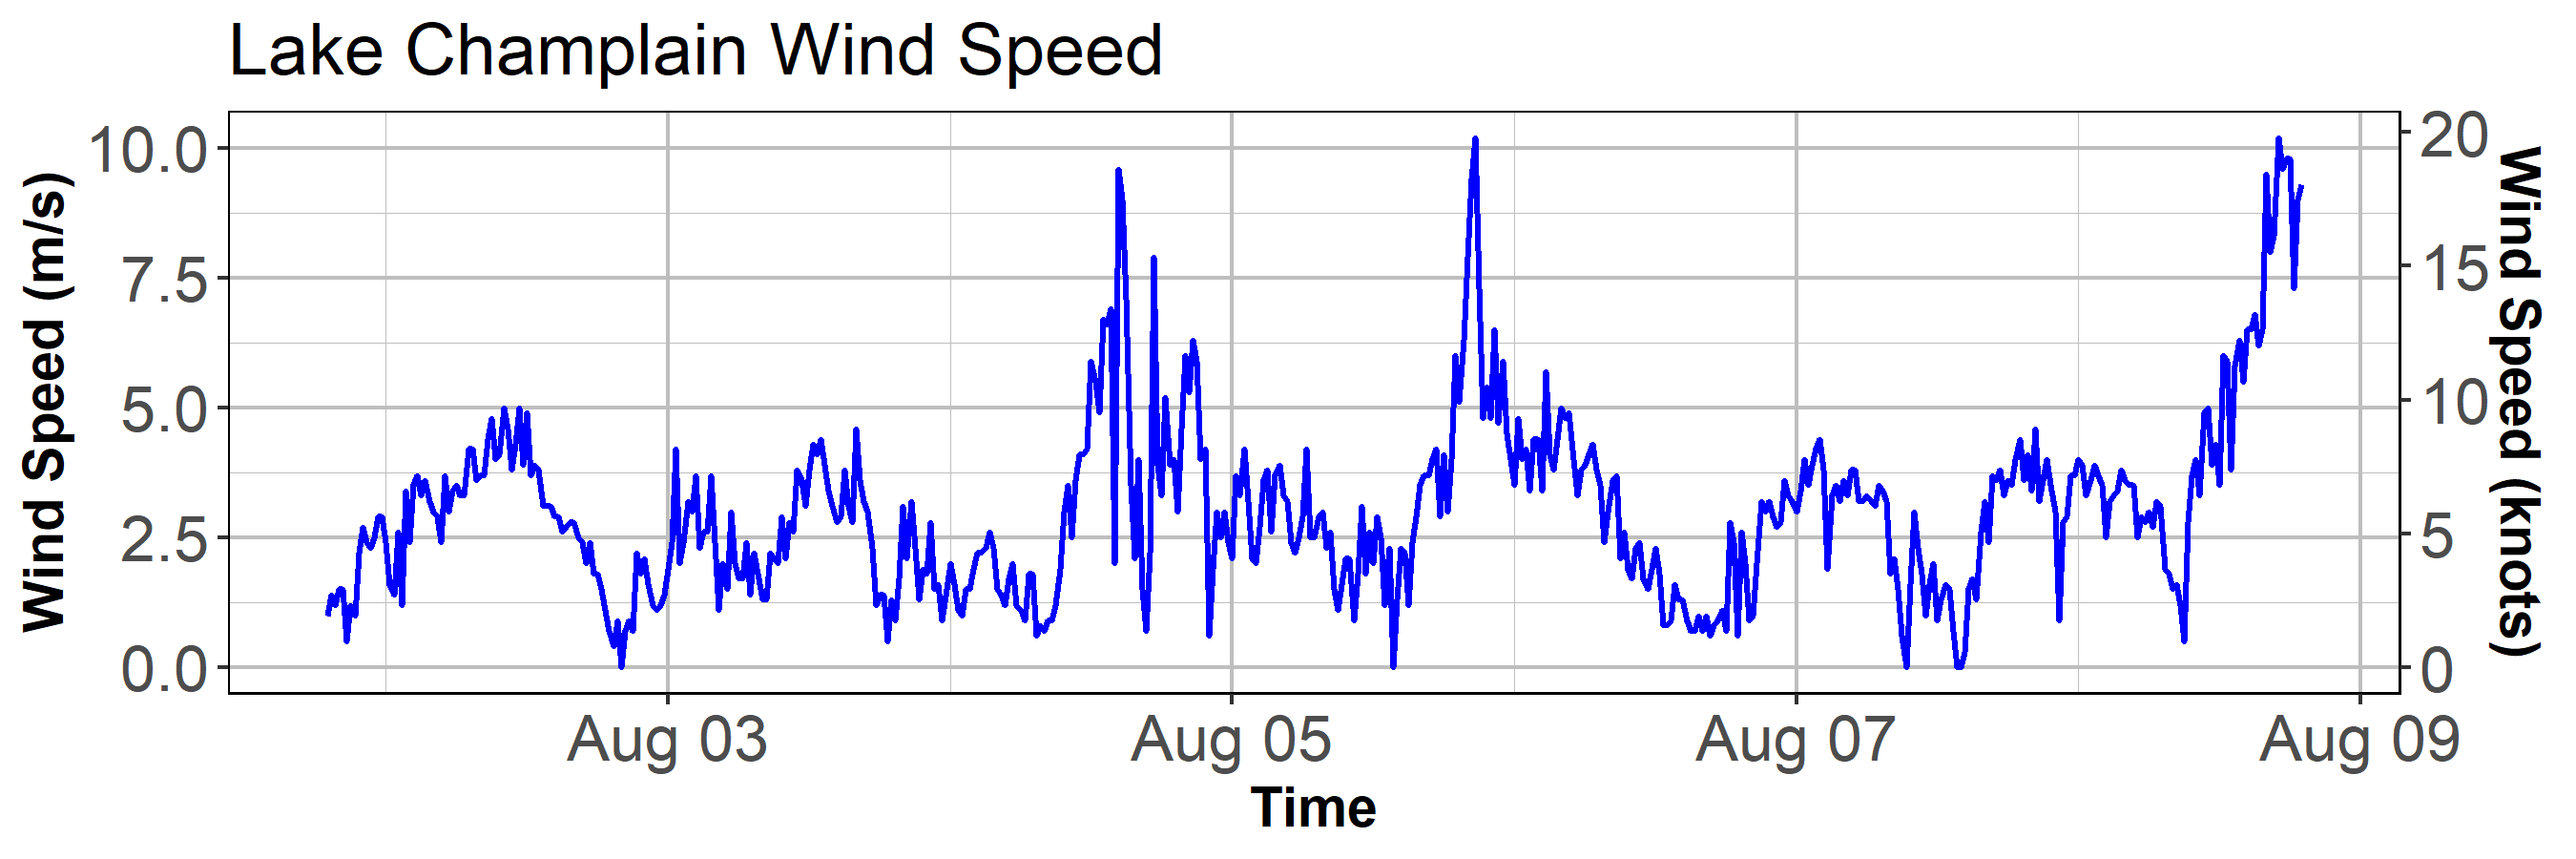 Lake Champlain Wind Speed
Wind Speed (m/s)
10.0
7.5
5.0
2.5
0.0
20
15
10
5
0
Wind Speed (knots)
Aug 03
Aug 05
Aug 07
Aug 09
Time